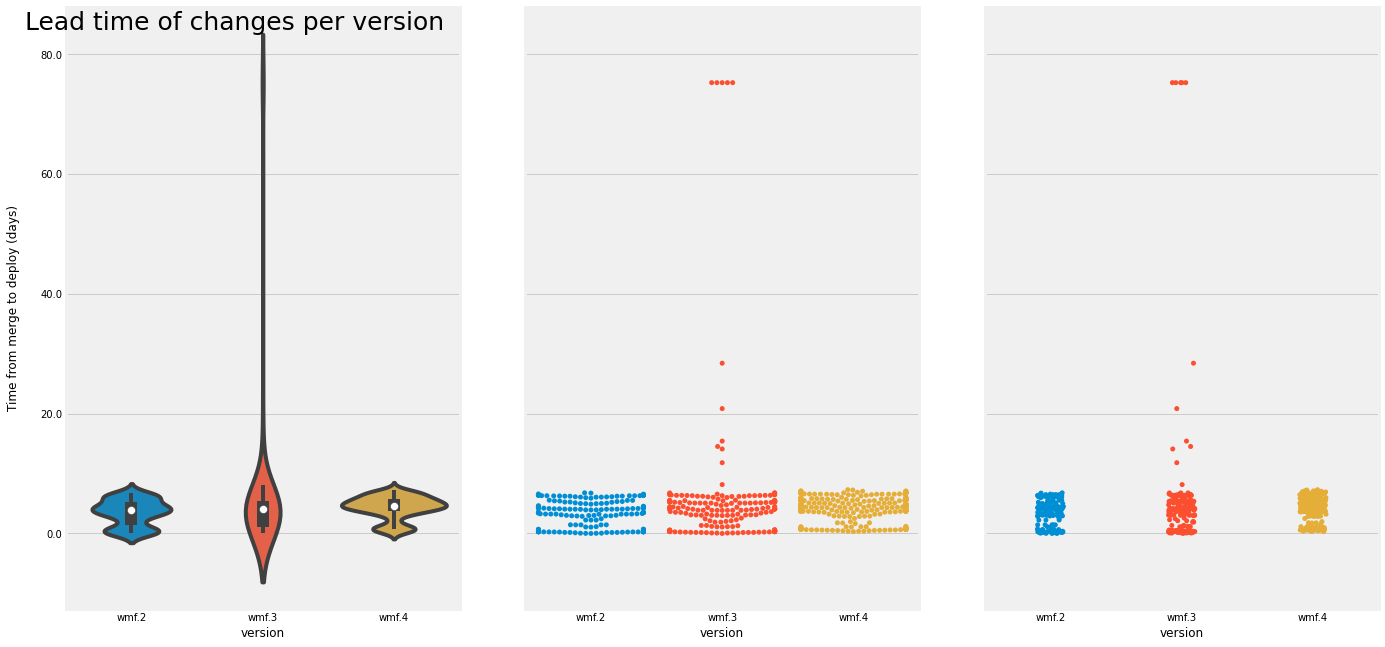 Lead time of changes per version
Time from merge to deploy (days)
80.0
60.0
40.0
20.0
0.0
wmf.2
wmf.3
wmf.4
version
wmf.2
wmf.3
wmf.4
version
wmf.2
wmf.3
wmf.4
version